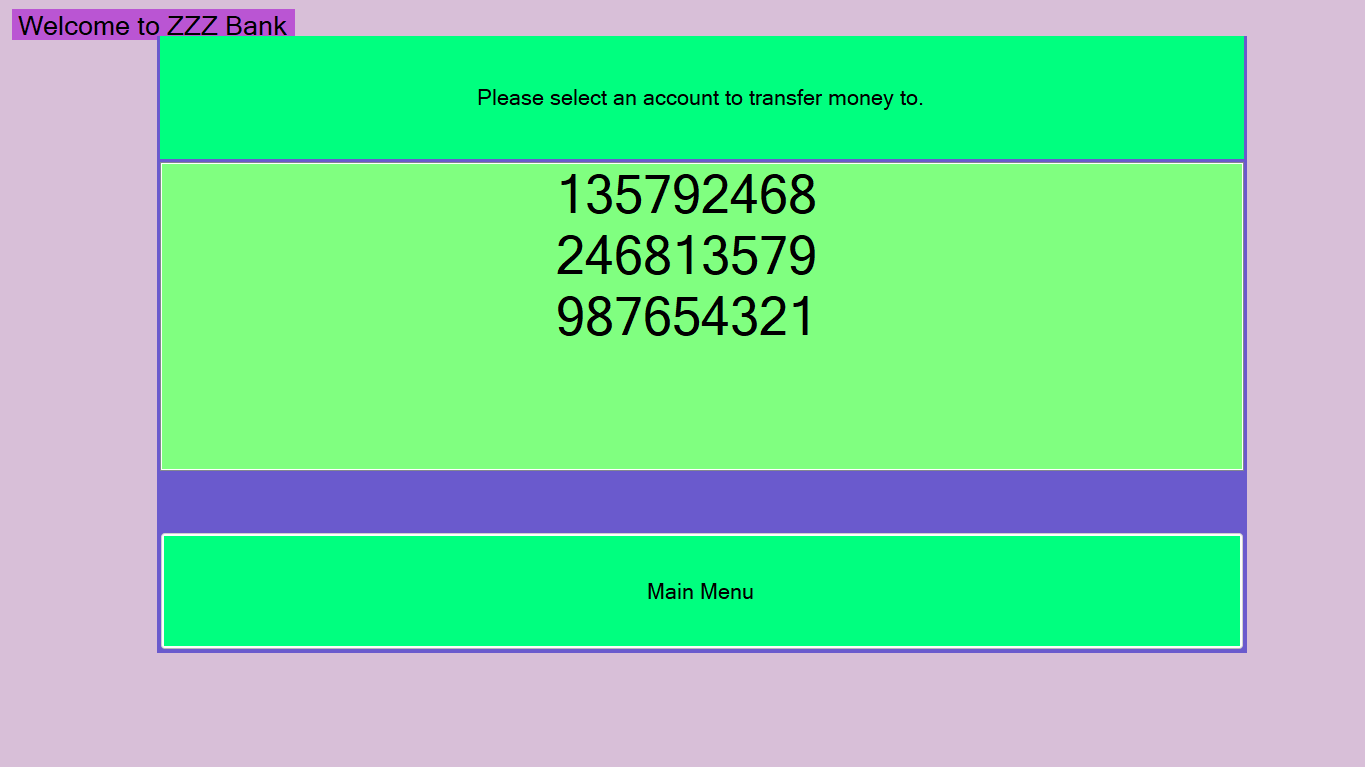 Welcome to ZZZ Bank
Please select an account to transfer money to.
135792468
246813579
987654321
Main Menu